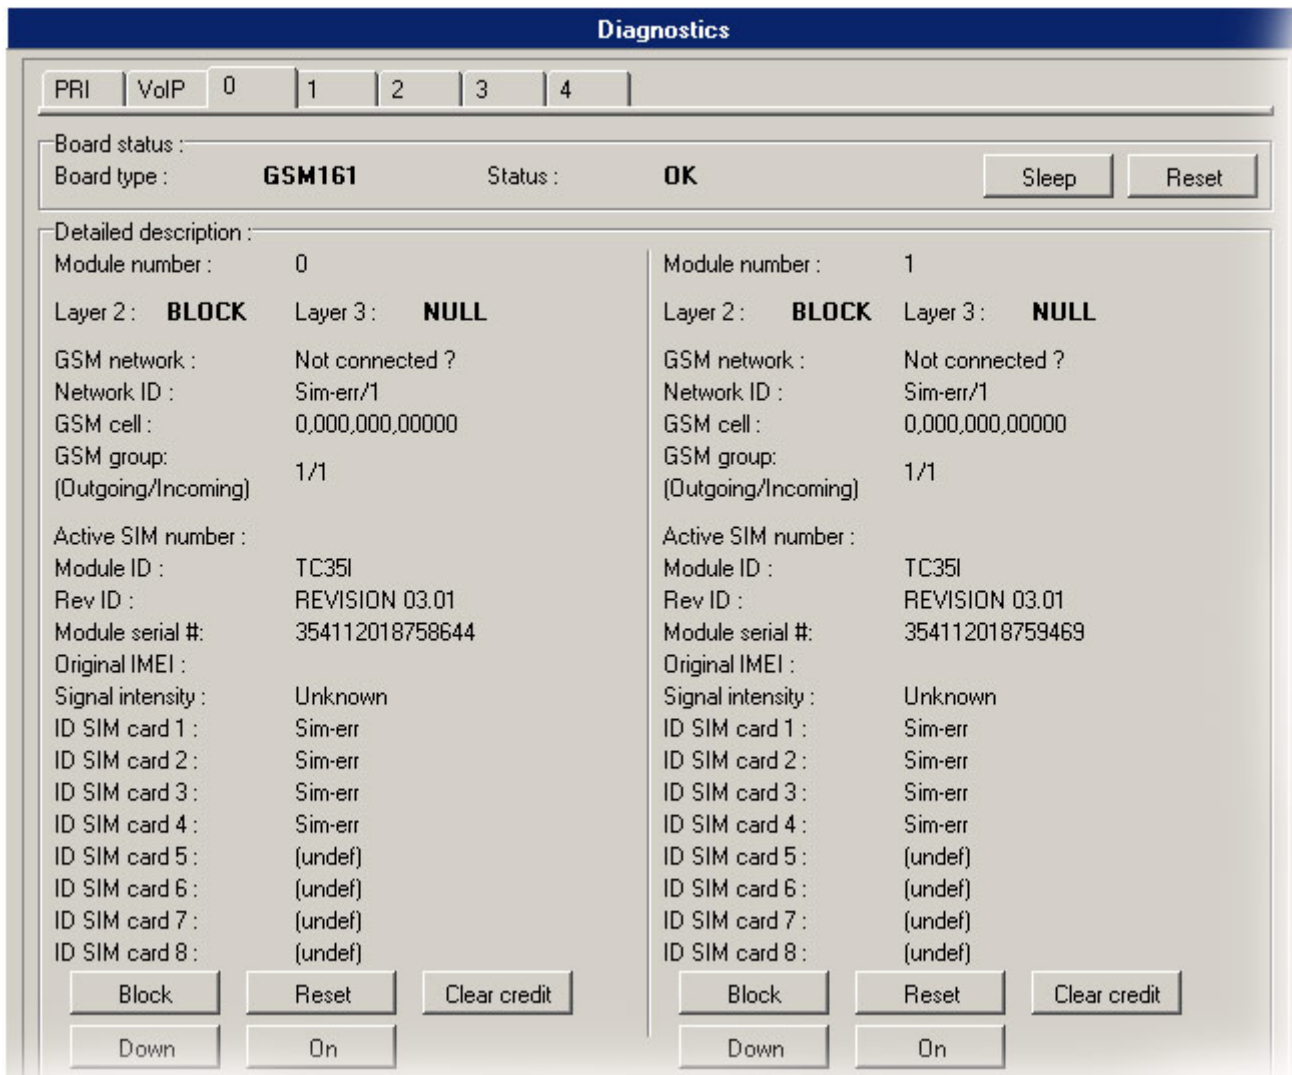 Diagnostics
PRI VoIP 0 1 2 3 4
Board status :
Board type : GSM161 Status : OK Sleep Reset
Detailed description :
Module number : 0
Layer 2 : BLOCK Layer 3 : NULL
GSM network : Not connected ?
Network ID : Sim-err/1
GSM cell : 0,000,000,00000
GSM group:
(Outgoing/Incoming) 1/1
Active SIM number :
Module ID : TC35I
Rev ID : REVISION 03.01
Module serial #: 354112018758644
Original IMEI :
Signal intensity : Unknown
ID SIM card 1 : Sim-err
ID SIM card 2 : Sim-err
ID SIM card 3 : Sim-err
ID SIM card 4 : Sim-err
ID SIM card 5 : (undef)
ID SIM card 6 : (undef)
ID SIM card 7 : (undef)
ID SIM card 8 : (undef)
Block Reset Clear credit
Down On
Module number : 1
Layer 2 : BLOCK Layer 3 : NULL
GSM network : Not connected ?
Network ID : Sim-err/1
GSM cell : 0,000,000,00000
GSM group:
(Outgoing/Incoming) 1/1
Active SIM number :
Module ID : TC35I
Rev ID : REVISION 03.01
Module serial #: 354112018759469
Original IMEI :
Signal intensity : Unknown
ID SIM card 1 : Sim-err
ID SIM card 2 : Sim-err
ID SIM card 3 : Sim-err
ID SIM card 4 : Sim-err
ID SIM card 5 : (undef)
ID SIM card 6 : (undef)
ID SIM card 7 : (undef)
ID SIM card 8 : (undef)
Block Reset Clear credit
Down On